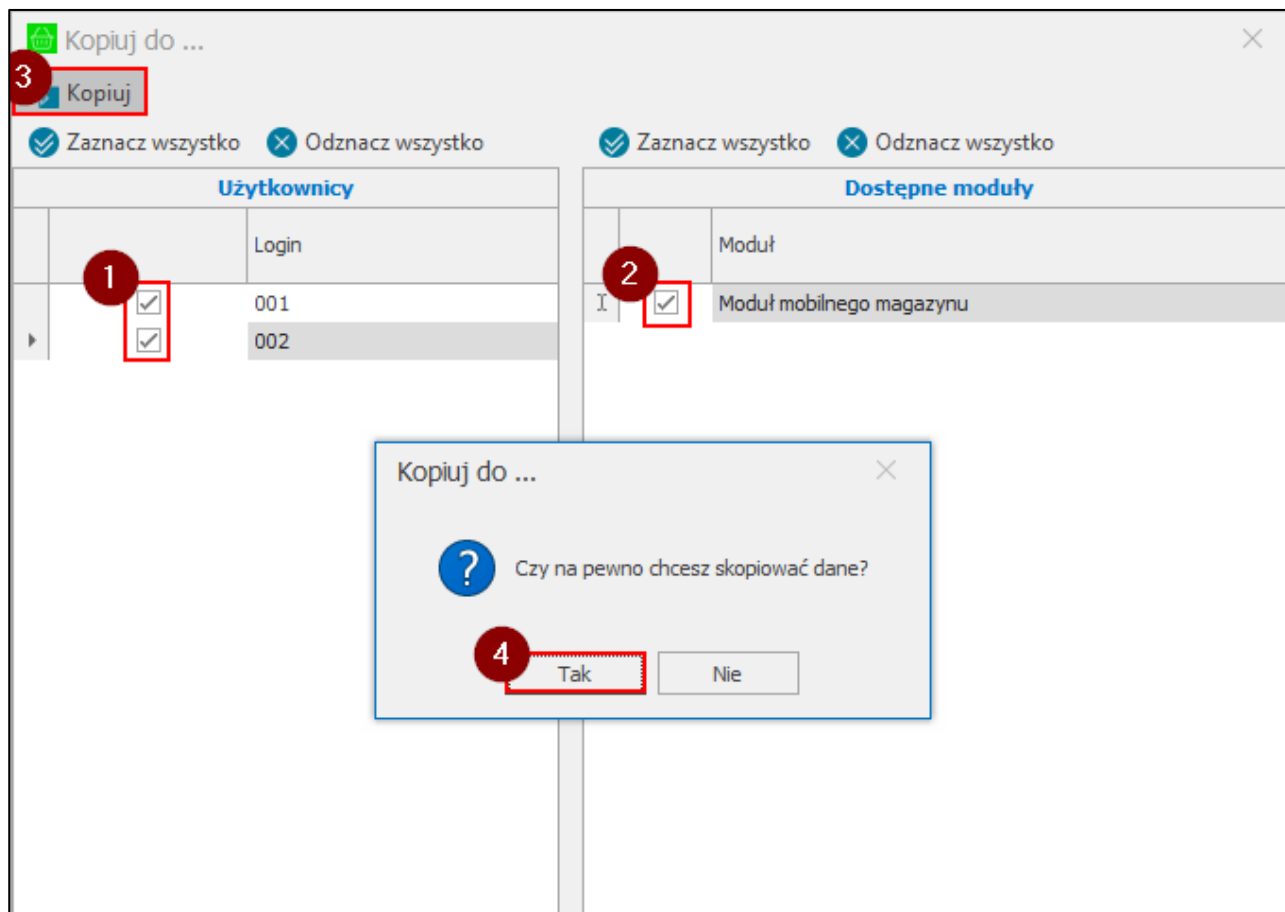 Kopiuj do ...
3
Kopiuj
Zaznacz wszystko Odznacz wszystko
Zaznacz wszystko Odznacz wszystko
Użytkownicy
Dostępne moduły
Login
Moduł
1
2
001
Moduł mobilnego magazynu
002
Kopiuj do ...
?
Czy na pewno chcesz skopiować dane?
4
Tak
Nie